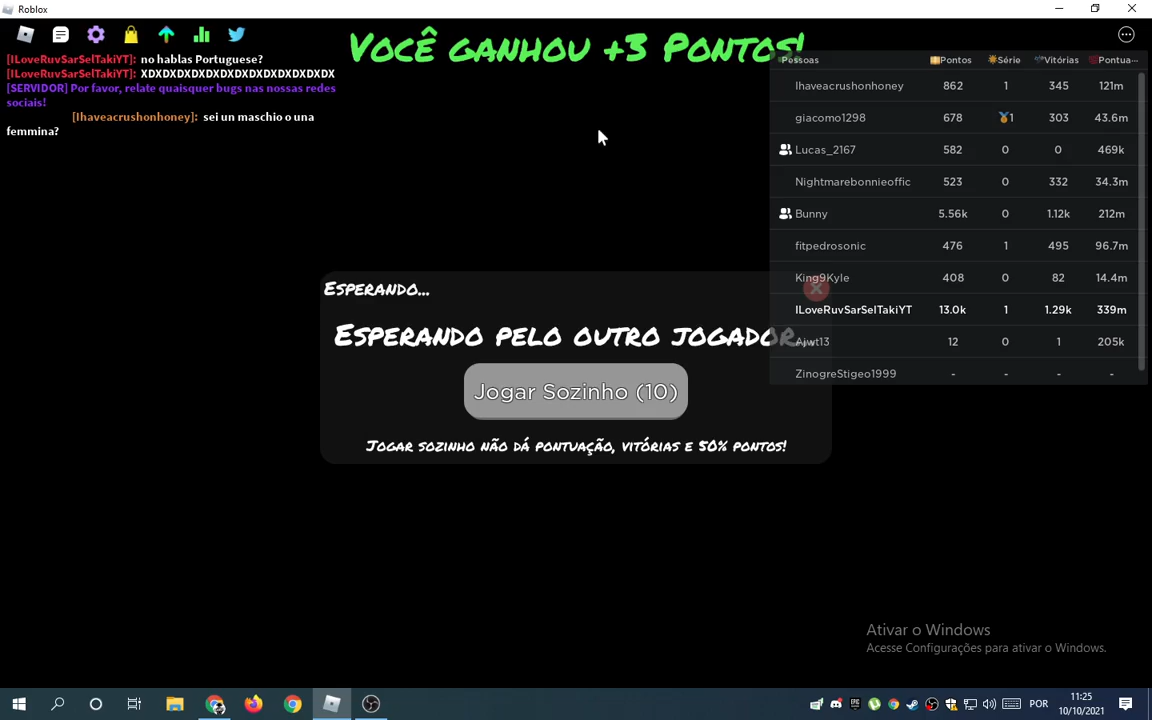 Roblox
VOCÊ GANHOU +3 PONTOS!
[ILoveRuvSarSelTakiYT]: no hablas Portuguese?
[ILoveRuvSarSelTakiYT]: XDXDXDXDXDXDXDXDXDXDXDXDXDX
[SERVIDOR] Por favor, relate quaisquer bugs nas nossas redes
sociais!
[Ihaveacrushonhoney]: sei un maschio o una
femmina?
Pessoas Pontos Série Vitórias Pontua...
Ihaveacrushonhoney 862 1 345 121m
giacomo1298 678 1 303 43.6m
Lucas_2167 582 0 0 469k
Nightmarebonnieoffic 523 0 332 34.3m
Bunny 5.56k 0 1.12k 212m
fitpedrosonic 476 1 495 96.7m
King9Kyle 408 0 82 14.4m
ILoveRuvSarSelTakiYT 13.0k 1 1.29k 339m
12 0 1 205k
ZinogreStigeo1999 - - - -
ESPERANDO...
ESPERANDO PELO OUTRO JOGADOR...
Jogar Sozinho (10)
JOGAR SOZINHO NÃO DÁ PONTUAÇÃO, VITÓRIAS E 50% PONTOS!
Ativar o Windows
Acesse Configurações para ativar o Windows.
POR
11:25
10/10/2021